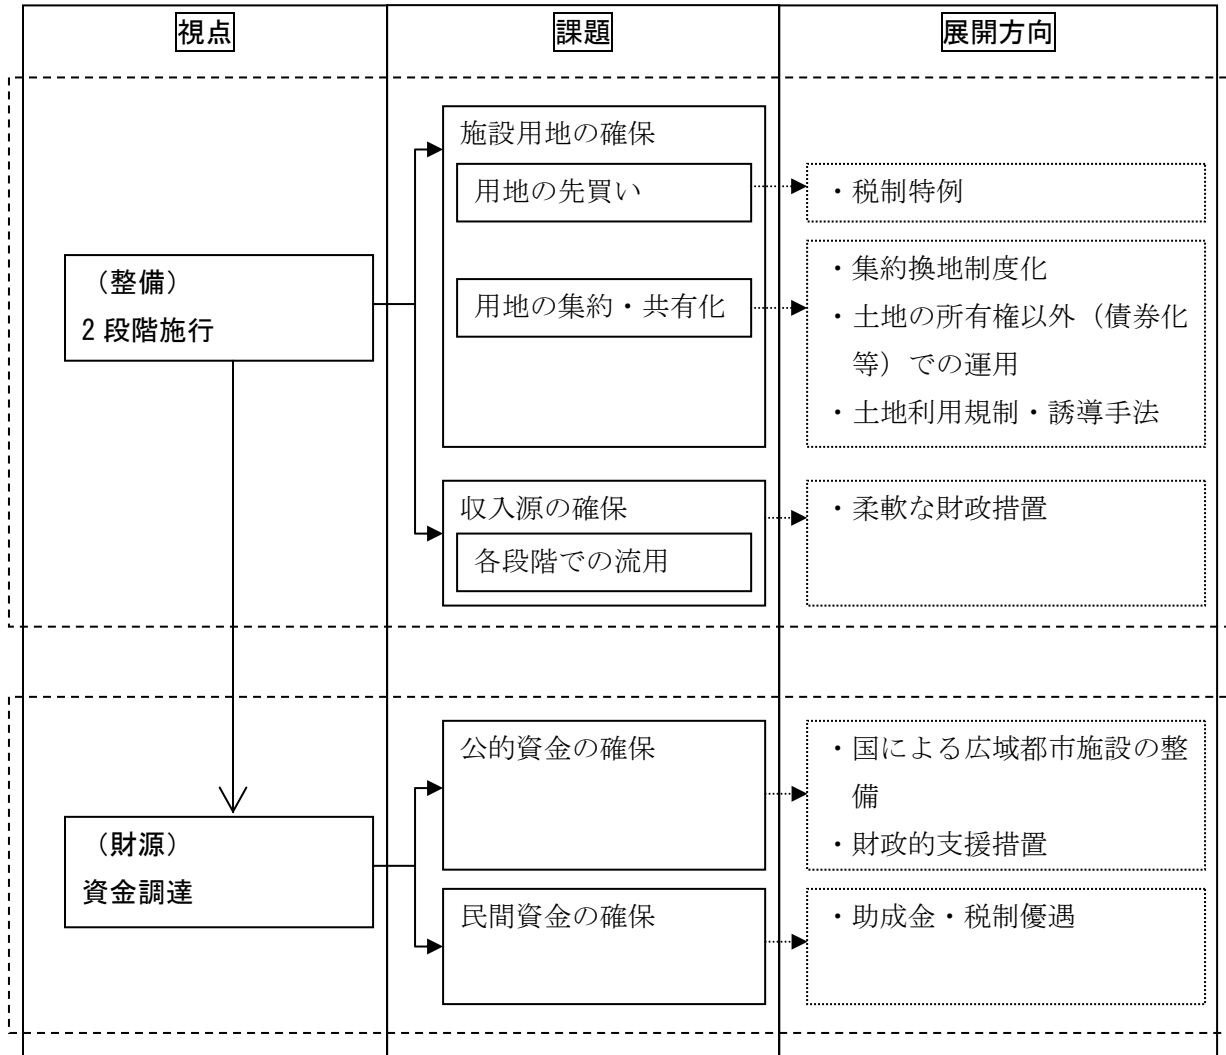 視点
課題
展開方向
（整備）
2 段階施行
施設用地の確保
用地の先買い
・税制特例
用地の集約・共有化
・集約換地制度化
・土地の所有権以外（債券化
等）での運用
・土地利用規制・誘導手法
収入源の確保
各段階での流用
・柔軟な財政措置
（財源）
資金調達
公的資金の確保
・国による広域都市施設の整
備
・財政的支援措置
民間資金の確保
・助成金・税制優遇